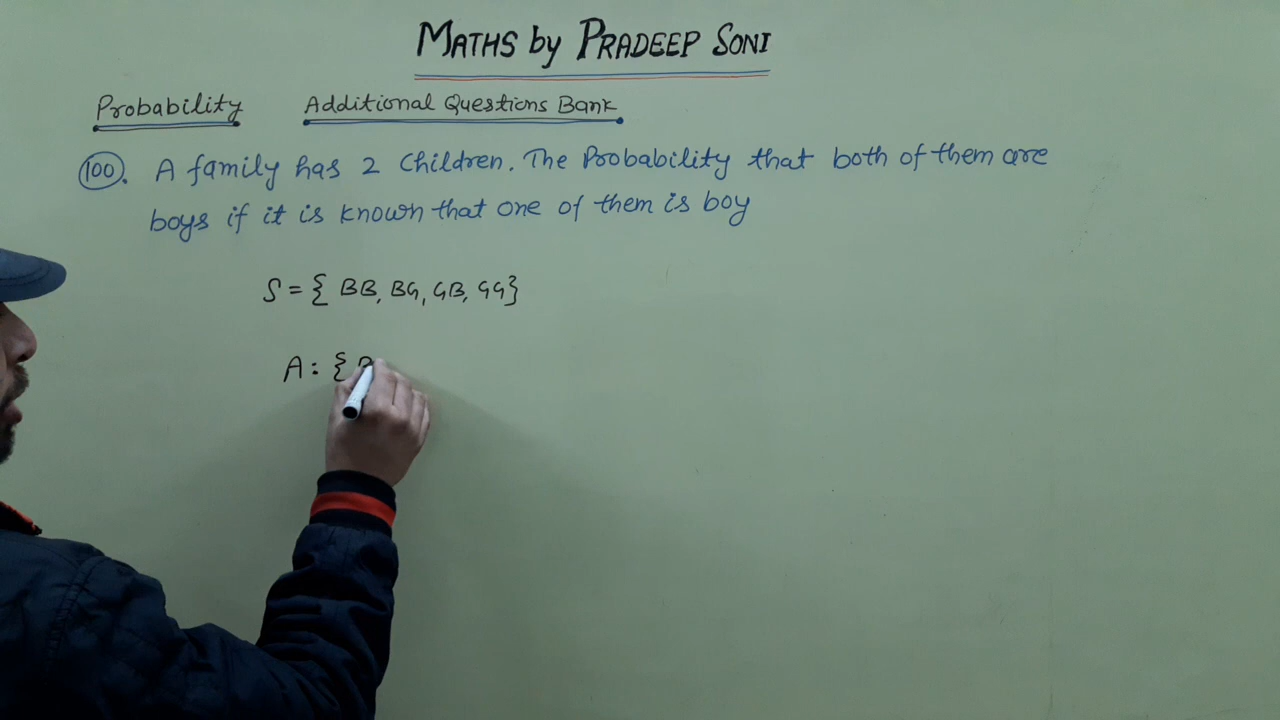 MATHS by PRADEEP SONI
Probability Additional Questions Bank
100. A family has 2 Children. The Probability that both of them are
boys if it is known that one of them is boy
S = { BB, BG, GB, GG}
A : { B